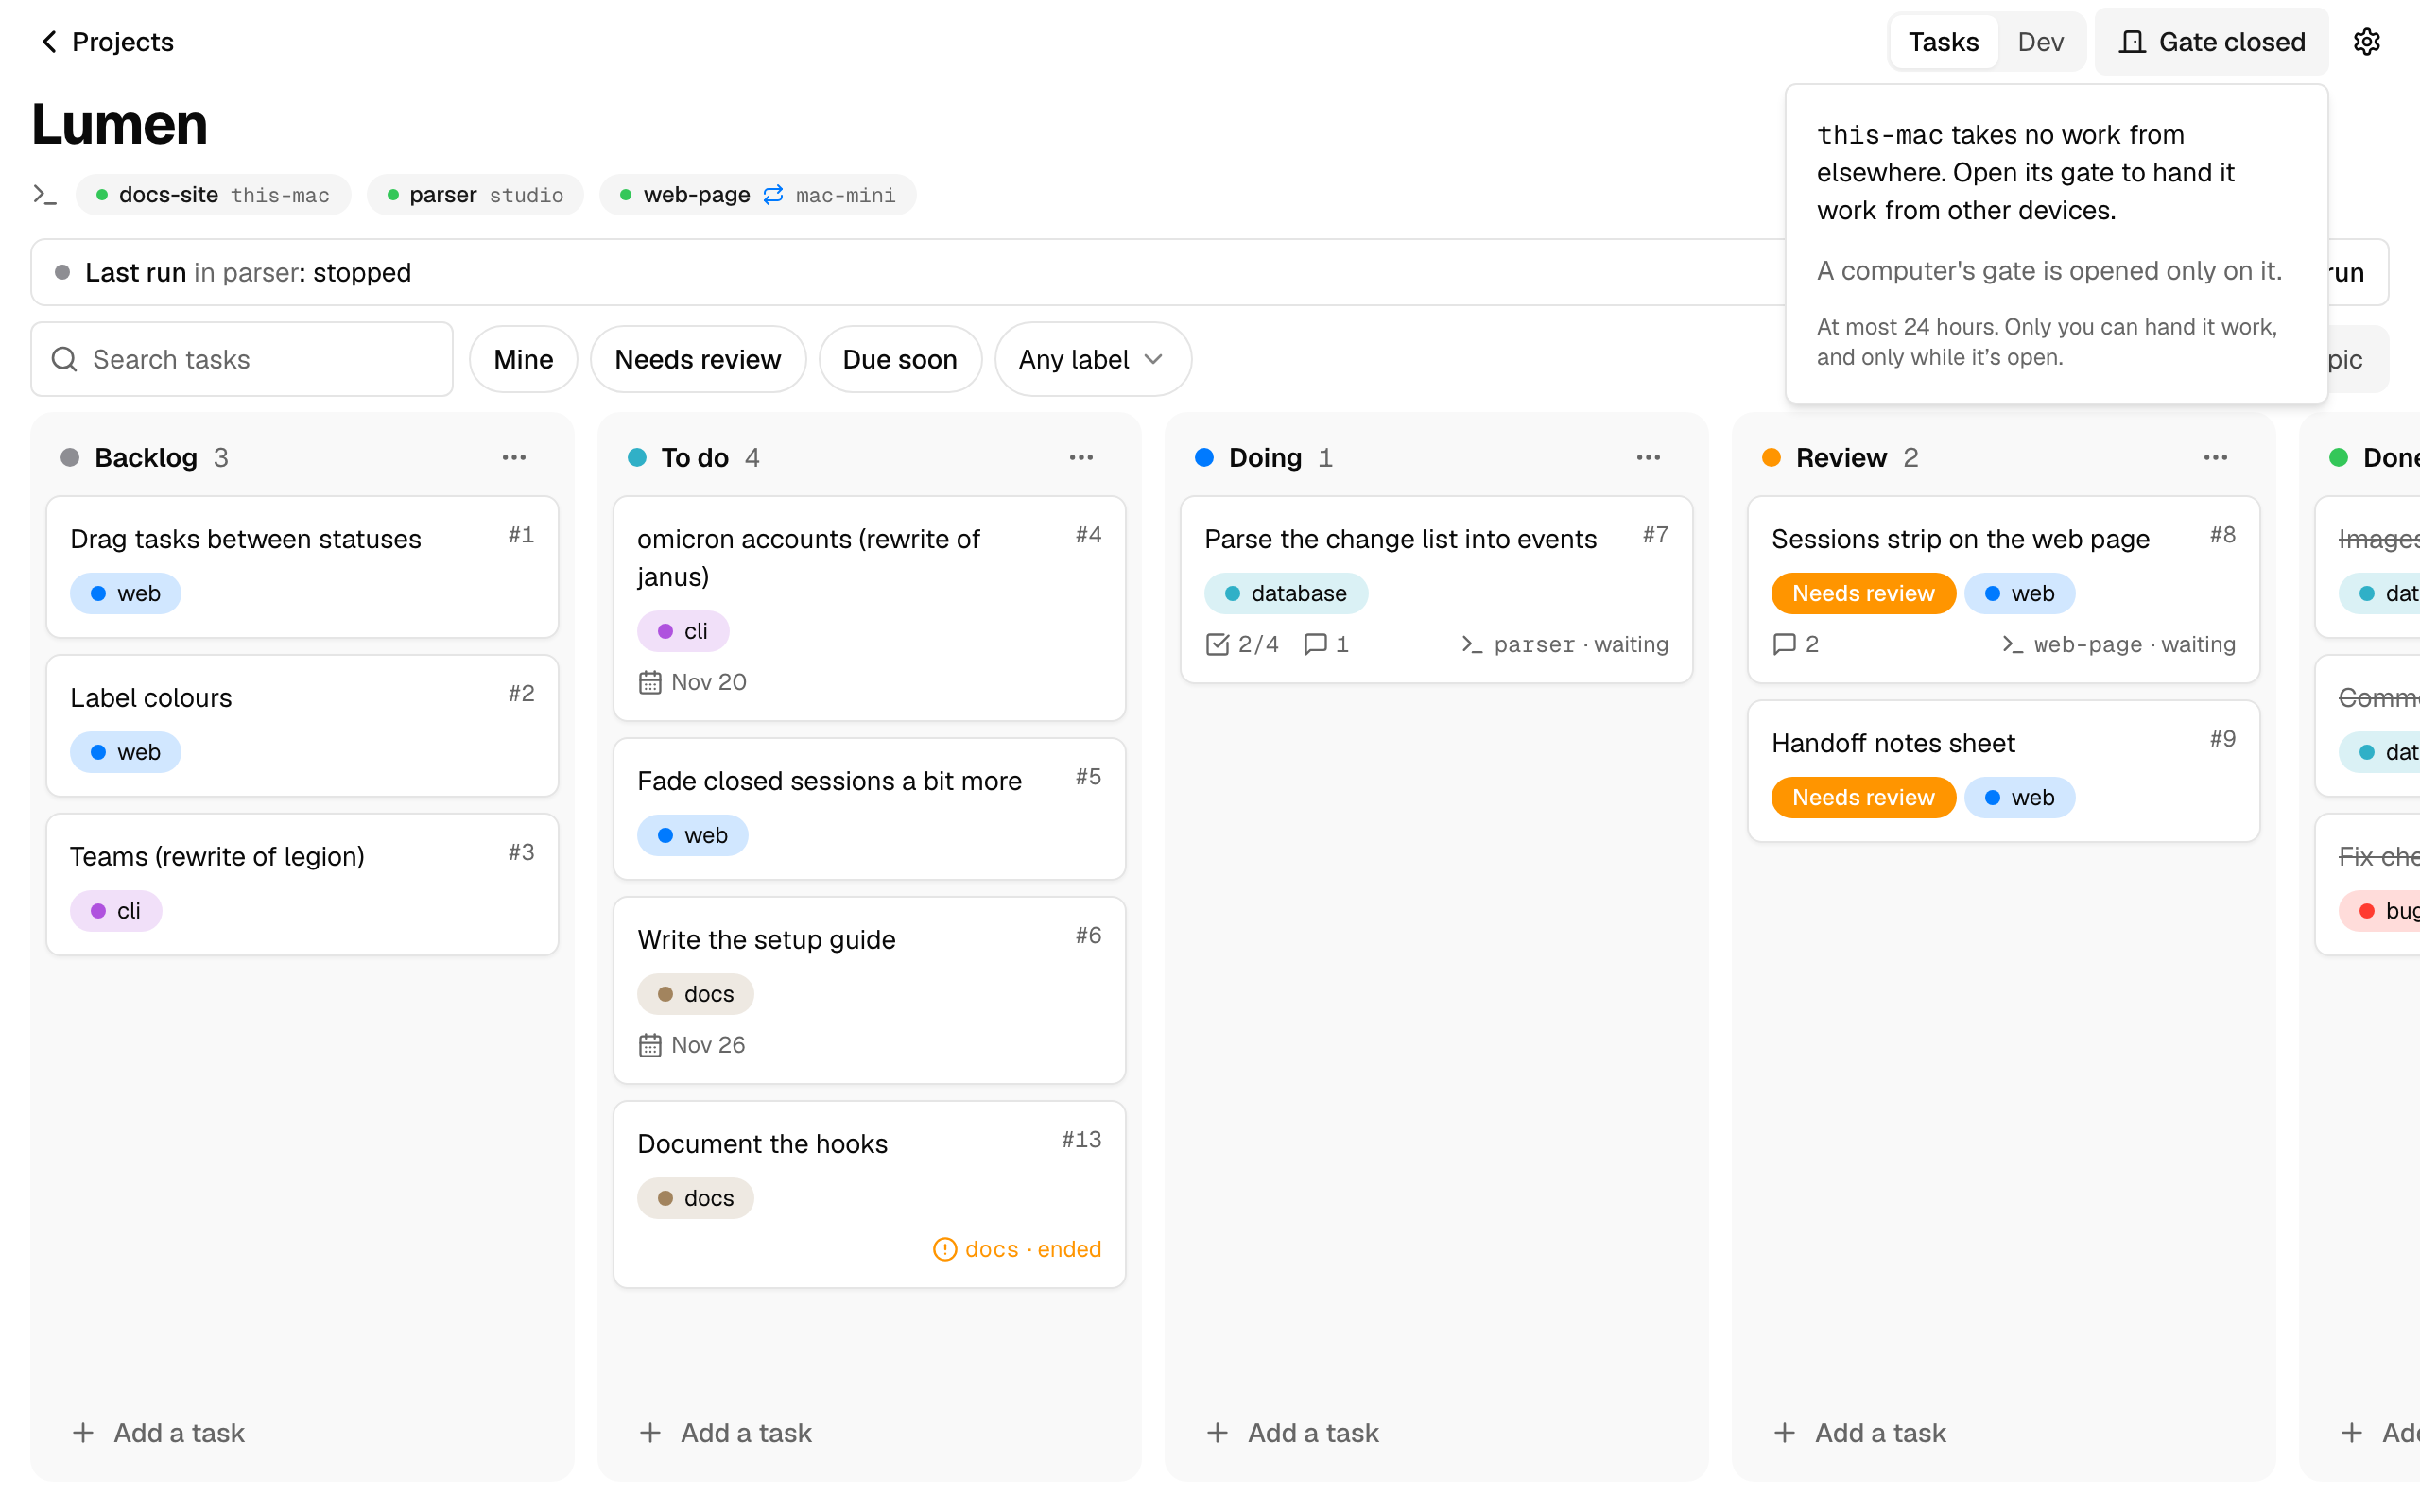 Projects
Tasks
Dev
Gate closed
Lumen
this-mac takes no work from
elsewhere. Open its gate to hand it
work from other devices.
A computer's gate is opened only on it.
At most 24 hours. Only you can hand it work,
and only while it’s open.
docs-site this-mac
parser studio
web-page mac-mini
Last run in parser: stopped
run
Search tasks
Mine
Needs review
Due soon
Any label
pic
Backlog 3
Drag tasks between statuses #1
web
Label colours #2
web
Teams (rewrite of legion) #3
cli
Add a task
To do 4
omicron accounts (rewrite of #4
janus)
cli
Nov 20
Fade closed sessions a bit more #5
web
Write the setup guide #6
docs
Nov 26
Document the hooks #13
docs
docs · ended
Add a task
Doing 1
Parse the change list into events #7
database
2/4 1 parser · waiting
Add a task
Review 2
Sessions strip on the web page #8
Needs review web
2 web-page · waiting
Handoff notes sheet #9
Needs review web
Add a task
Done
Images
dat
Comm
dat
Fix che
bug
Add